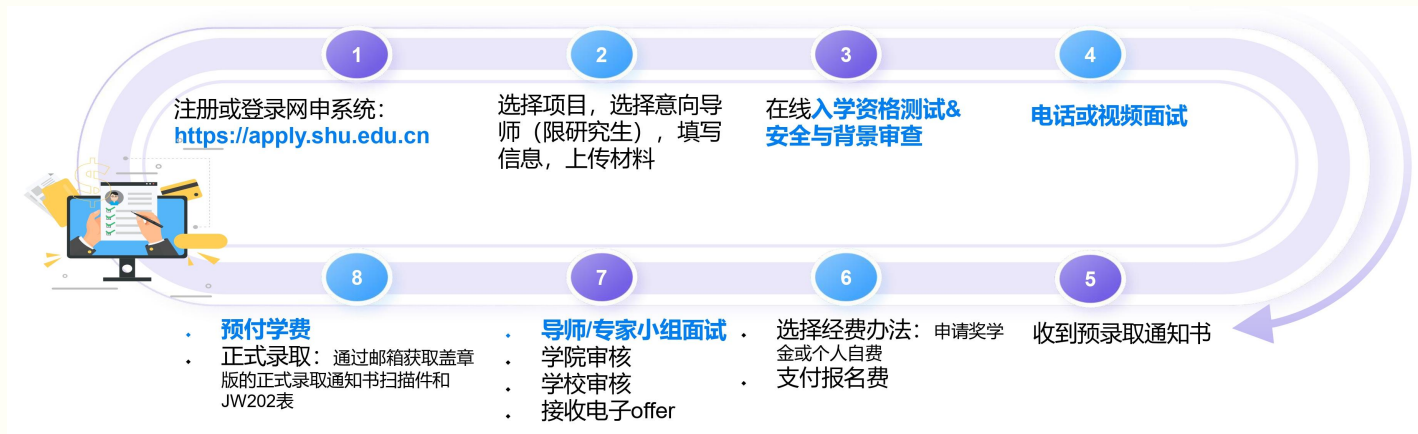 1
注册或登录网申系统：
https://apply.shu.edu.cn
2
选择项目，选择意向导
师（限研究生），填写
信息，上传材料
3
在线入学资格测试&
安全与背景审查
4
电话或视频面试
5
收到预录取通知书
6
• 选择经费办法：申请奖学
金或个人自费
• 支付报名费
7
• 导师/专家小组面试
• 学院审核
• 学校审核
• 接收电子offer
8
• 预付学费
• 正式录取：通过邮箱获取盖章
版的正式录取通知书扫描件和
JW202表